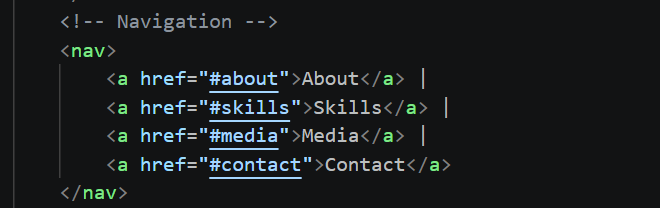 <!-- Navigation -->
<nav>
<a href="#about">About</a> |
<a href="#skills">Skills</a> |
<a href="#media">Media</a> |
<a href="#contact">Contact</a>
</nav>